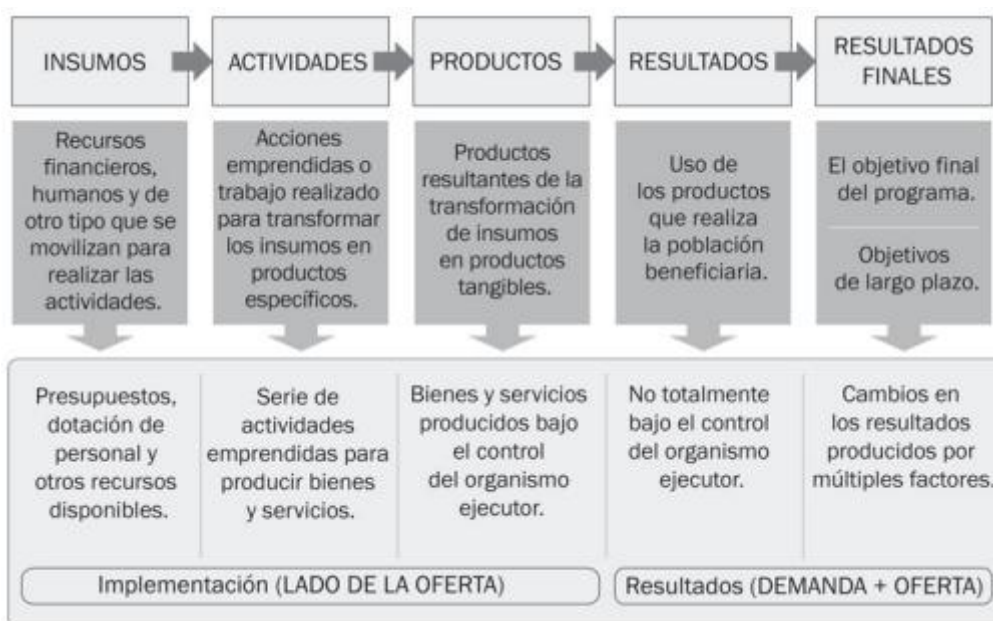 INSUMOS
ACTIVIDADES
PRODUCTOS
RESULTADOS
RESULTADOS
FINALES
Recursos
financieros,
humanos y de
otro tipo que se
movilizan para
realizar las
actividades.
Acciones
emprendidas o
trabajo realizado
para transformar
los insumos en
productos
específicos.
Productos
resultantes de la
transformación
de insumos
en productos
tangibles.
Uso de
los productos
que realiza
la población
beneficiaria.
El objetivo final
del programa.
Objetivos
de largo plazo.
Presupuestos,
dotación de
personal y
otros recursos
disponibles.
Serie de
actividades
emprendidas para
producir bienes
y servicios.
Bienes y servicios
producidos bajo
el control
del organismo
ejecutor.
No totalmente
bajo el control
del organismo
ejecutor.
Cambios en
los resultados
producidos por
múltiples factores.
Implementación (LADO DE LA OFERTA)
Resultados (DEMANDA + OFERTA)